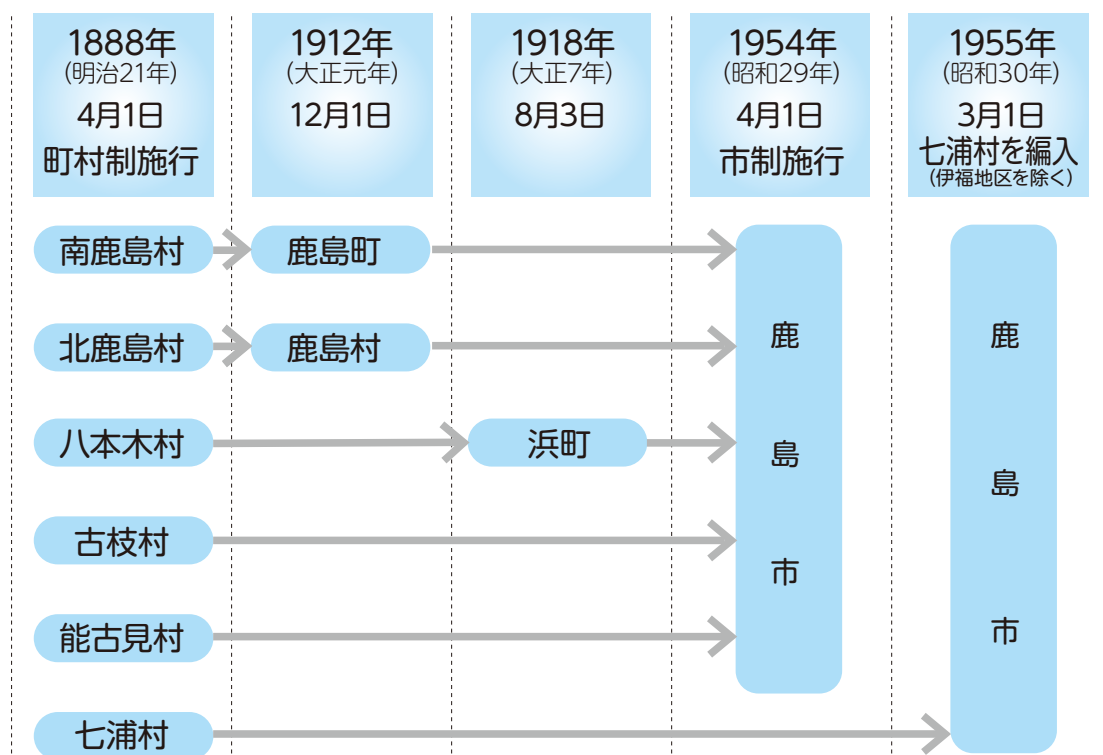 1888年
(明治21年)
4月1日
町村制施行
1912年
(大正元年)
12月1日
1918年
(大正7年)
8月3日
1954年
(昭和29年)
4月1日
市制施行
1955年
(昭和30年)
3月1日
七浦村を編入
(伊福地区を除く)
南鹿島村
鹿島町
北鹿島村
鹿島村
八本木村
浜町
古枝村
能古見村
七浦村
鹿島市
鹿島市